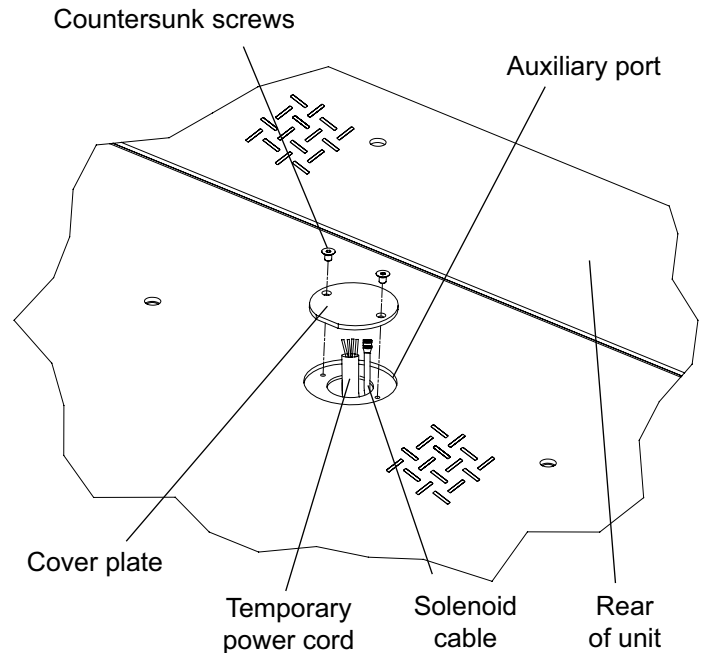 Countersunk screws
Auxiliary port
Cover plate
Temporary
power cord
Solenoid
cable
Rear
of unit